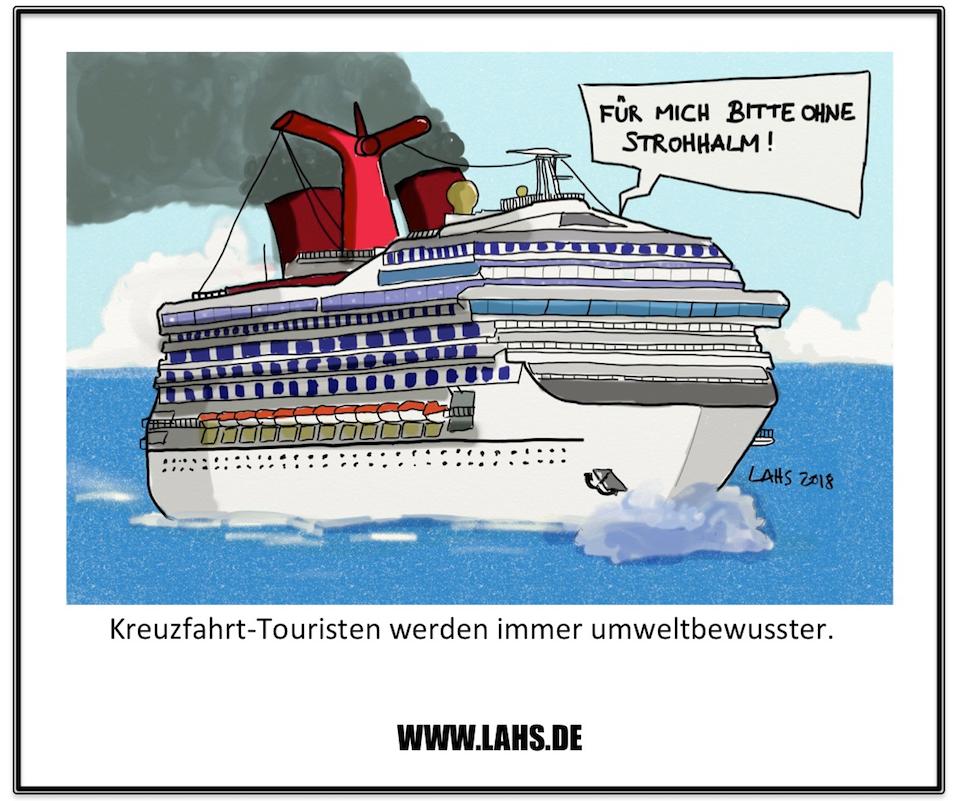 FÜR MICH BITTE OHNE
STROHHALM!
LAHS 2018
Kreuzfahrt-Touristen werden immer umweltbewusster.
WWW.LAHS.DE